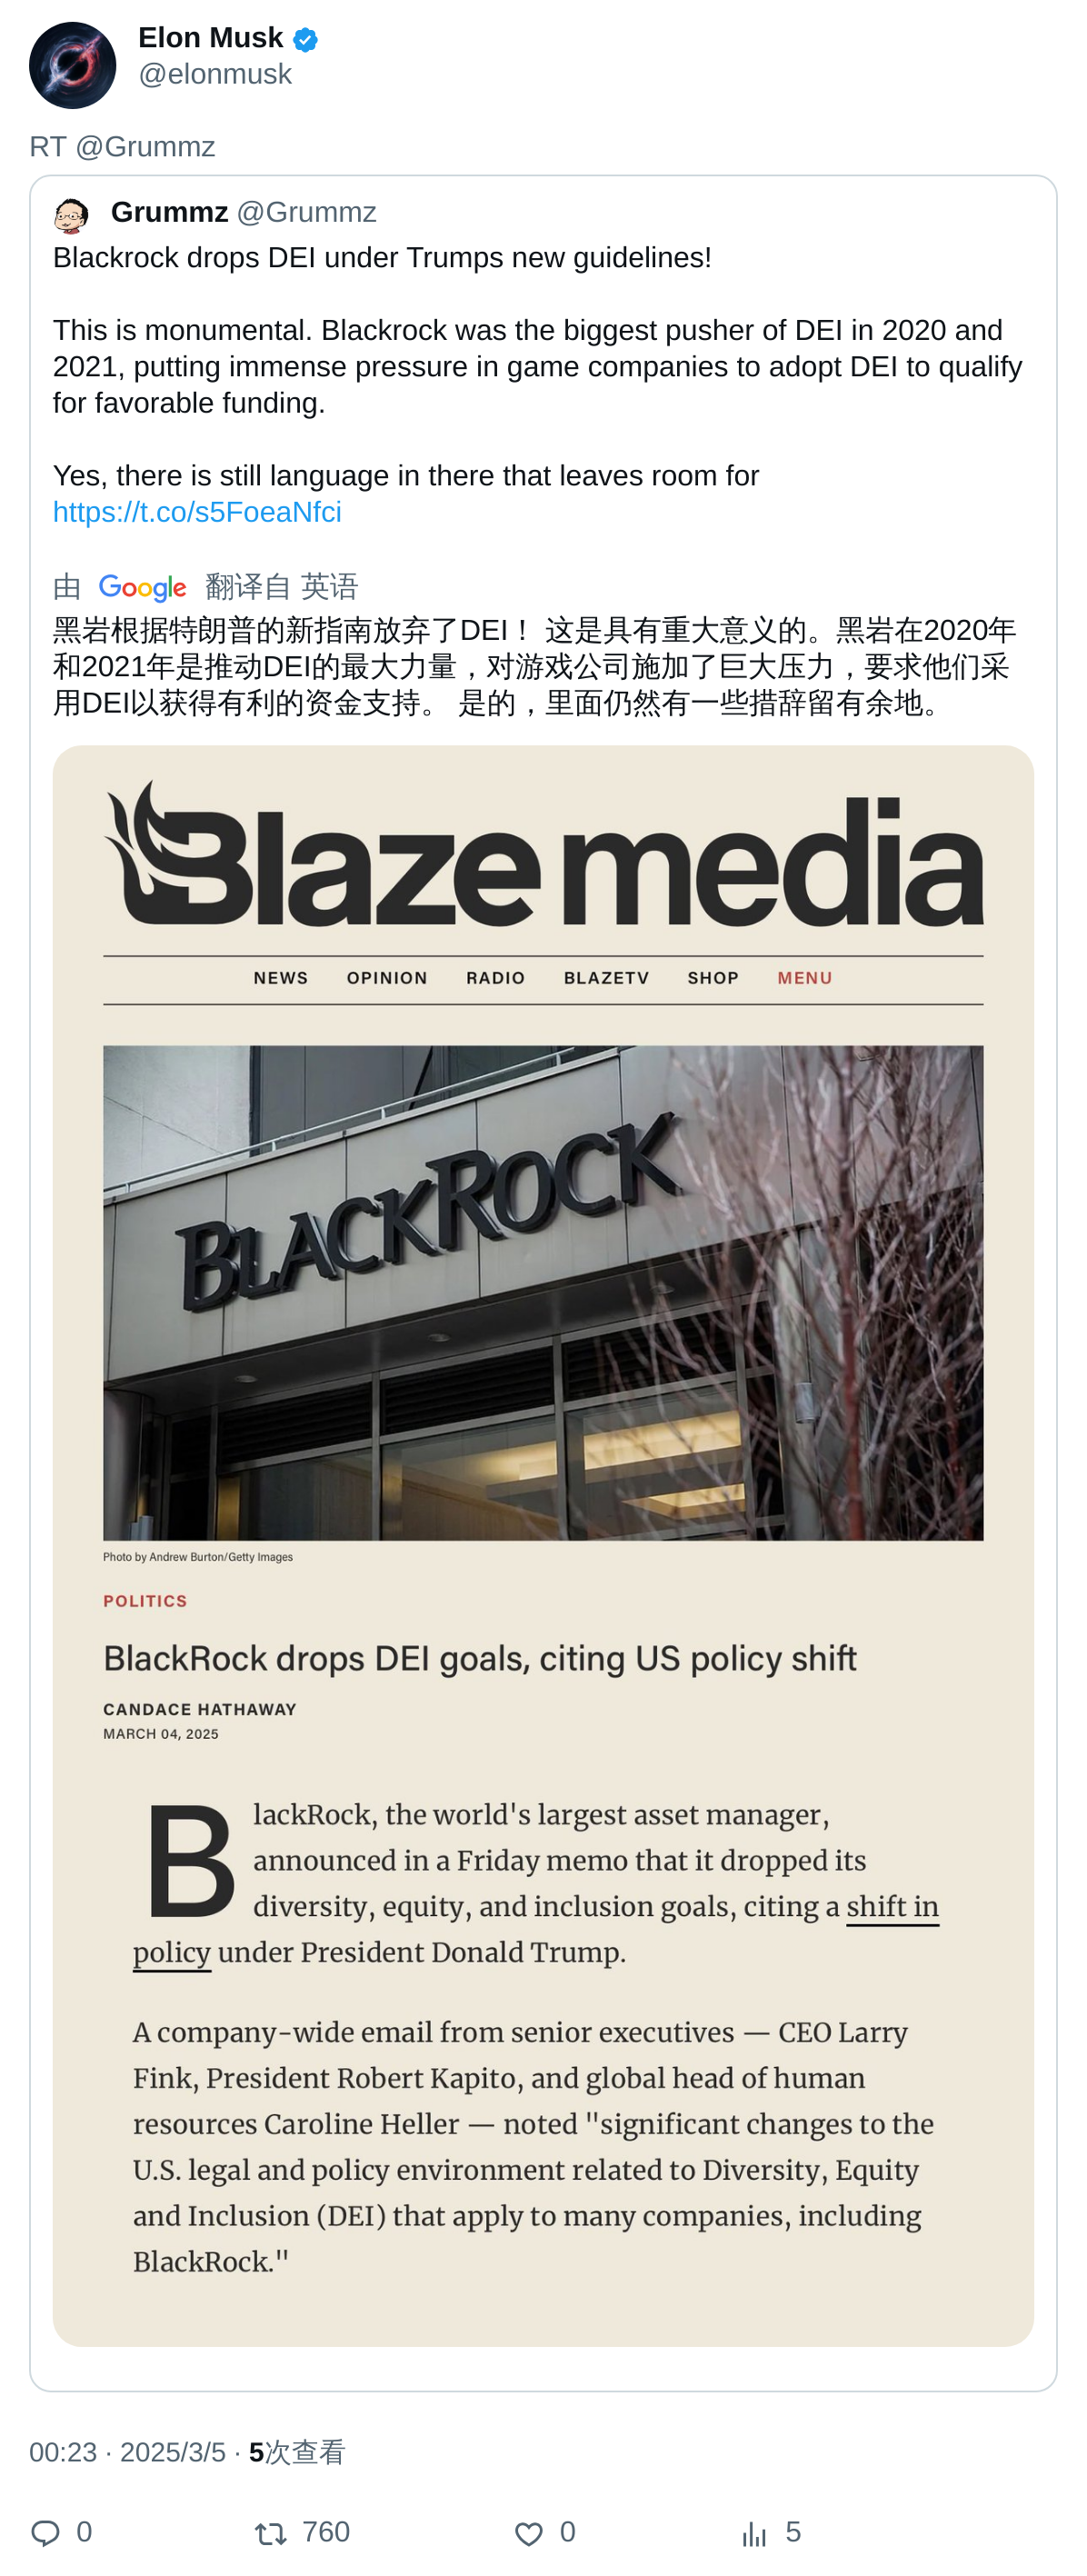 Elon Musk
@elonmusk
RT @Grummz
Grummz @Grummz
Blackrock drops DEI under Trumps new guidelines!
This is monumental. Blackrock was the biggest pusher of DEI in 2020 and
2021, putting immense pressure in game companies to adopt DEI to qualify
for favorable funding.
Yes, there is still language in there that leaves room for
https://t.co/s5FoeaNfci
由 Google 翻译自 英语
黑岩根据特朗普的新指南放弃了DEI！ 这是具有重大意义的。黑岩在2020年
和2021年是推动DEI的最大力量，对游戏公司施加了巨大压力，要求他们采
用DEI以获得有利的资金支持。 是的，里面仍然有一些措辞留有余地。
Blaze media
NEWS OPINION RADIO BLAZETV SHOP MENU
BLACKROCK
Photo by Andrew Burton/Getty Images
POLITICS
BlackRock drops DEI goals, citing US policy shift
CANDACE HATHAWAY
MARCH 04, 2025
BlackRock, the world's largest asset manager,
announced in a Friday memo that it dropped its
diversity, equity, and inclusion goals, citing a shift in
policy under President Donald Trump.
A company-wide email from senior executives — CEO Larry
Fink, President Robert Kapito, and global head of human
resources Caroline Heller — noted "significant changes to the
U.S. legal and policy environment related to Diversity, Equity
and Inclusion (DEI) that apply to many companies, including
BlackRock."
00:23 · 2025/3/5 · 5次查看
0 760 0 5